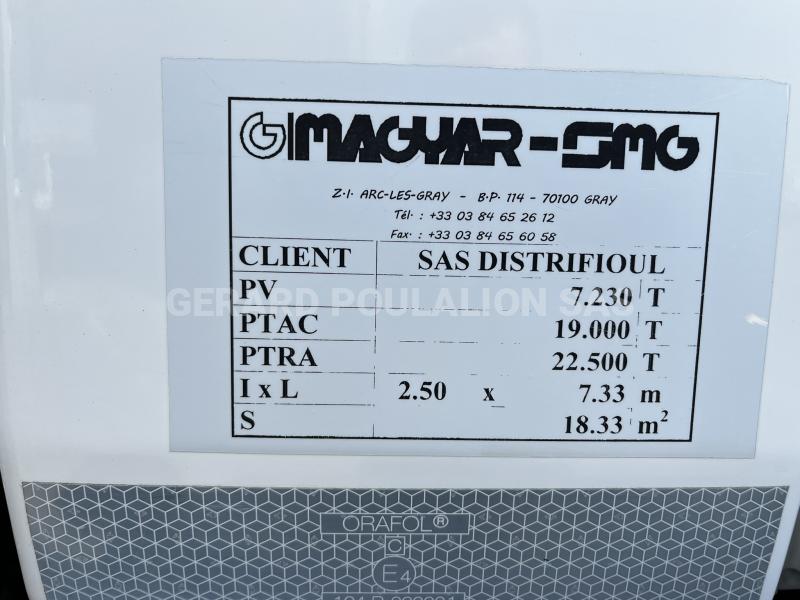 G MAGYAR-SMG
Z.I. ARC-LES-GRAY - B.P. 114 - 70100 GRAY
Tél. : +33 03 84 65 26 12
Fax. : +33 03 84 65 60 58
CLIENT SAS DISTRIFIOUL
PV 7.230 T
GERARD POULALION SAS
PTAC 19.000 T
PTRA 22.500 T
I x L 2.50 x 7.33 m
S 18.33 m²
ORAFOL®
C
E4